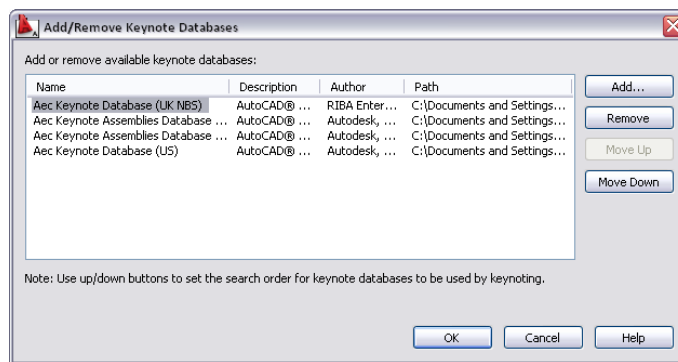 Add/Remove Keynote Databases
Add or remove available keynote databases:
Name Description Author Path
Aec Keynote Database (UK NBS) AutoCAD® ... RIBA Enter... C:\Documents and Settings...
Aec Keynote Assemblies Database ... AutoCAD® ... Autodesk, ... C:\Documents and Settings...
Aec Keynote Assemblies Database ... AutoCAD® ... Autodesk, ... C:\Documents and Settings...
Aec Keynote Database (US) AutoCAD® ... Autodesk, ... C:\Documents and Settings...
Add...
Remove
Move Up
Move Down
Note: Use up/down buttons to set the search order for keynote databases to be used by keynoting.
OK Cancel Help